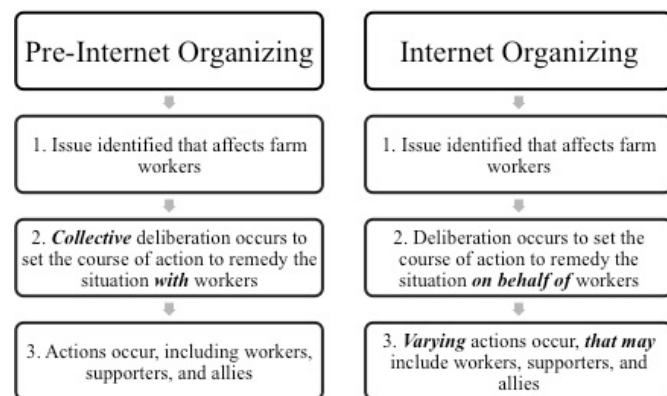 Pre-Internet Organizing
1. Issue identified that affects farm
workers
2. Collective deliberation occurs to
set the course of action to remedy the
situation with workers
3. Actions occur, including workers,
supporters, and allies
Internet Organizing
1. Issue identified that affects farm
workers
2. Deliberation occurs to set the
course of action to remedy the
situation on behalf of workers
3. Varying actions occur, that may
include workers, supporters, and
allies